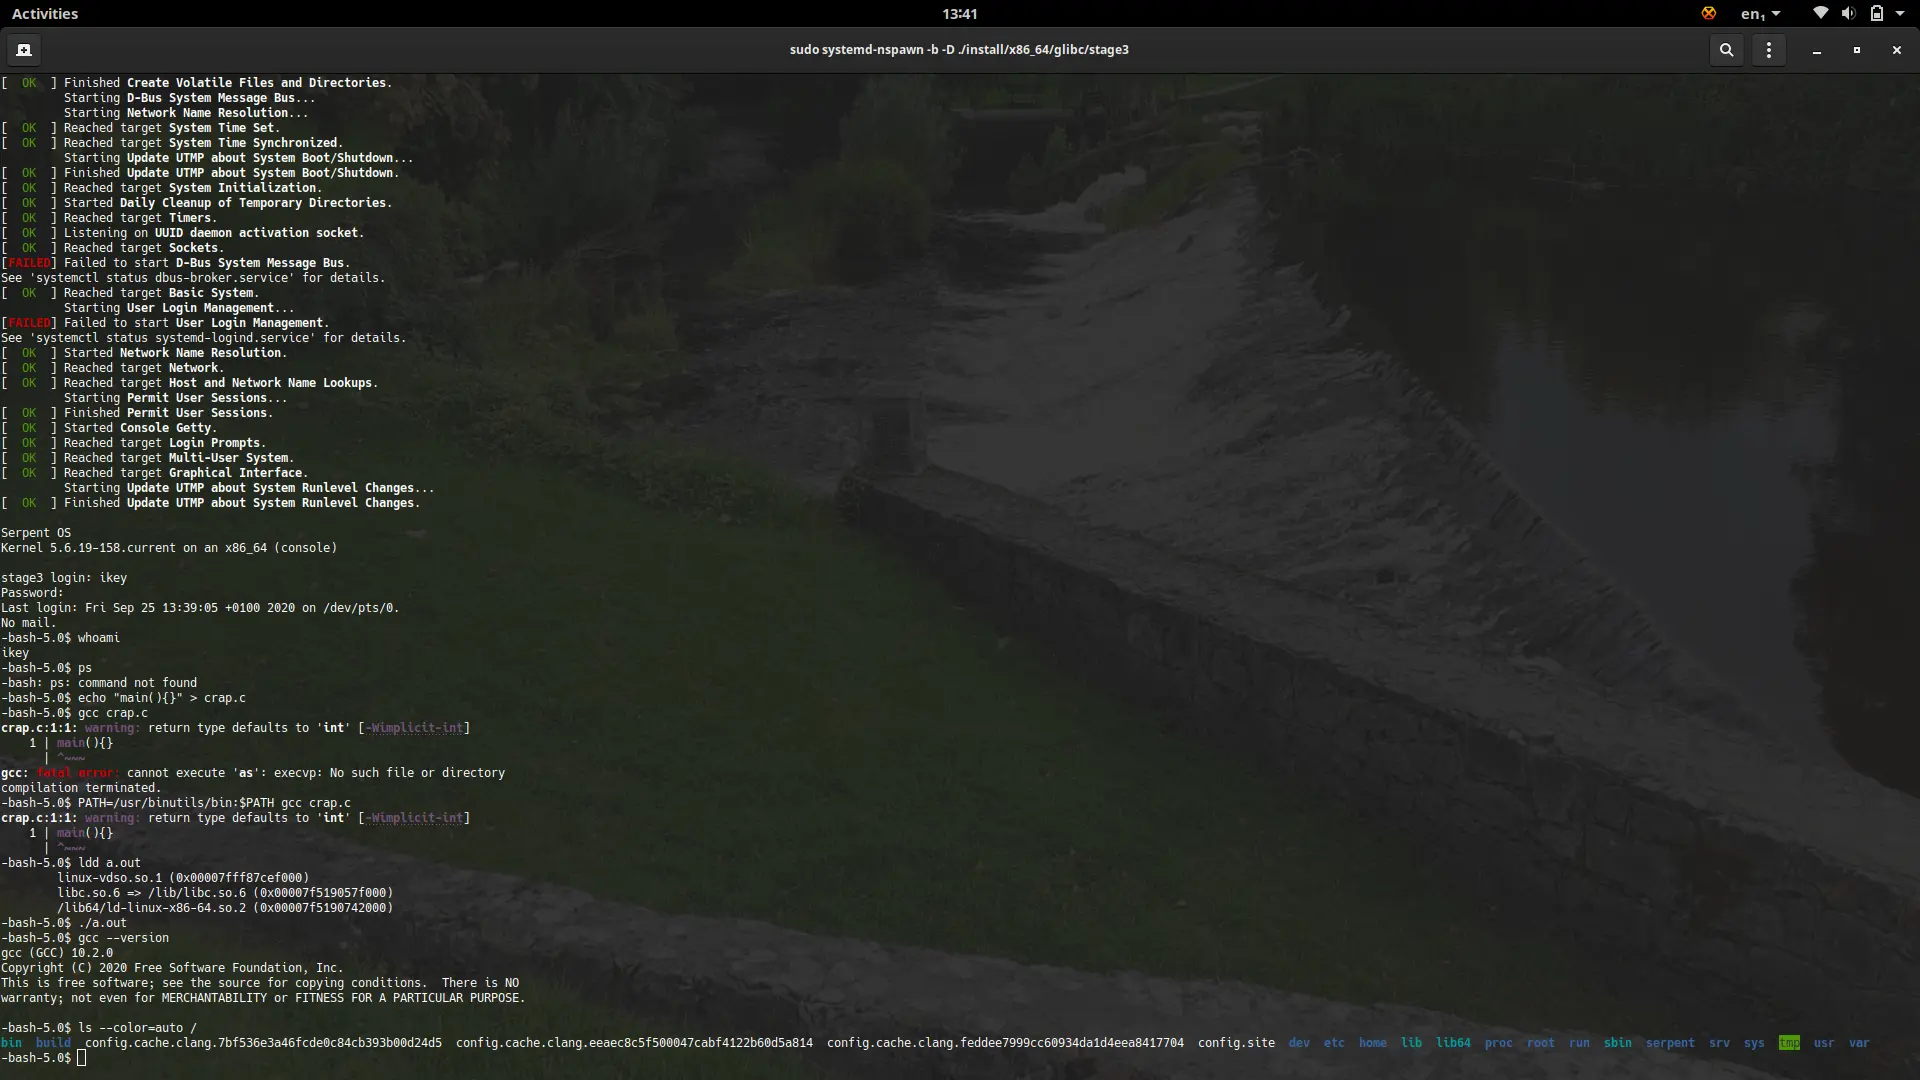 Activities
13:41
en₁
sudo systemd-nspawn -b -D ./install/x86_64/glibc/stage3
[  OK  ] Finished Create Volatile Files and Directories.
         Starting D-Bus System Message Bus...
         Starting Network Name Resolution...
[  OK  ] Reached target System Time Set.
[  OK  ] Reached target System Time Synchronized.
         Starting Update UTMP about System Boot/Shutdown...
[  OK  ] Finished Update UTMP about System Boot/Shutdown.
[  OK  ] Reached target System Initialization.
[  OK  ] Started Daily Cleanup of Temporary Directories.
[  OK  ] Reached target Timers.
[  OK  ] Listening on UUID daemon activation socket.
[  OK  ] Reached target Sockets.
[FAILED] Failed to start D-Bus System Message Bus.
See 'systemctl status dbus-broker.service' for details.
[  OK  ] Reached target Basic System.
         Starting User Login Management...
[FAILED] Failed to start User Login Management.
See 'systemctl status systemd-logind.service' for details.
[  OK  ] Started Network Name Resolution.
[  OK  ] Reached target Network.
[  OK  ] Reached target Host and Network Name Lookups.
         Starting Permit User Sessions...
[  OK  ] Finished Permit User Sessions.
[  OK  ] Started Console Getty.
[  OK  ] Reached target Login Prompts.
[  OK  ] Reached target Multi-User System.
[  OK  ] Reached target Graphical Interface.
         Starting Update UTMP about System Runlevel Changes...
[  OK  ] Finished Update UTMP about System Runlevel Changes.
Serpent OS
Kernel 5.6.19-158.current on an x86_64 (console)
stage3 login: ikey
Password:
Last login: Fri Sep 25 13:39:05 +0100 2020 on /dev/pts/0.
No mail.
-bash-5.0$ whoami
ikey
-bash-5.0$ ps
-bash: ps: command not found
-bash-5.0$ echo "main(){}" > crap.c
-bash-5.0$ gcc crap.c
crap.c:1:1: warning: return type defaults to 'int' [-Wimplicit-int]
    1 | main(){}
      | ^~~~
gcc: fatal error: cannot execute 'as': execvp: No such file or directory
compilation terminated.
-bash-5.0$ PATH=/usr/binutils/bin:$PATH gcc crap.c
crap.c:1:1: warning: return type defaults to 'int' [-Wimplicit-int]
    1 | main(){}
      | ^~~~
-bash-5.0$ ldd a.out
        linux-vdso.so.1 (0x00007fff87cef000)
        libc.so.6 => /lib/libc.so.6 (0x00007f519057f000)
        /lib64/ld-linux-x86-64.so.2 (0x00007f5190742000)
-bash-5.0$ ./a.out
-bash-5.0$ gcc --version
gcc (GCC) 10.2.0
Copyright (C) 2020 Free Software Foundation, Inc.
This is free software; see the source for copying conditions.  There is NO
warranty; not even for MERCHANTABILITY or FITNESS FOR A PARTICULAR PURPOSE.
-bash-5.0$ ls --color=auto /
bin  build  config.cache.clang.7bf536e3a46fcde0c84cb393b00d24d5  config.cache.clang.eeaec8c5f500047cabf4122b60d5a814  config.cache.clang.feddee7999cc60934da1d4eea8417704  config.site  dev  etc  home  lib  lib64  proc  root  run  sbin  serpent  srv  sys  tmp  usr  var
-bash-5.0$